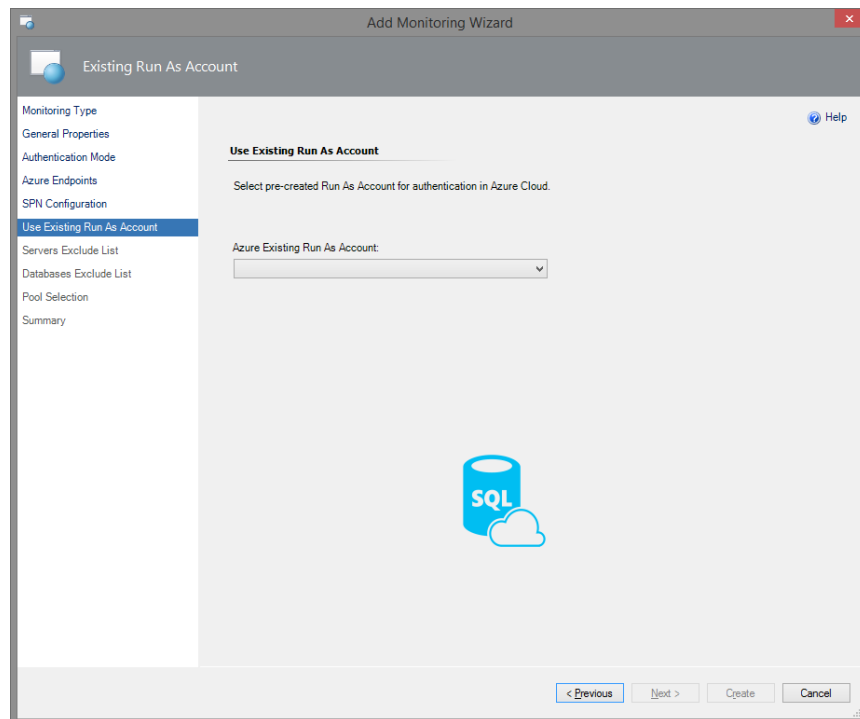 Add Monitoring Wizard
Existing Run As Account
Monitoring Type
General Properties
Authentication Mode
Azure Endpoints
SPN Configuration
Use Existing Run As Account
Servers Exclude List
Databases Exclude List
Pool Selection
Summary
Help
Use Existing Run As Account
Select pre-created Run As Account for authentication in Azure Cloud.
Azure Existing Run As Account:
SQL
< Previous
Next >
Create
Cancel